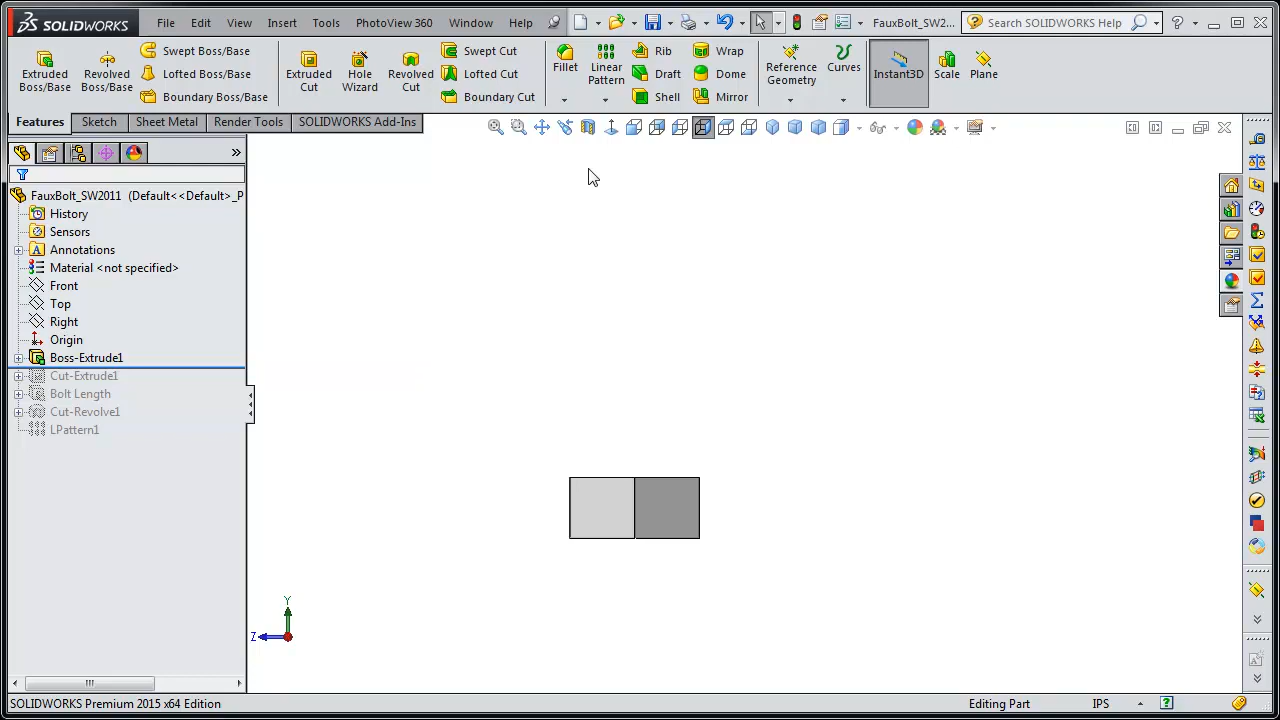 SOLIDWORKS File Edit View Insert Tools PhotoView 360 Window Help FauxBolt_SW2... Search SOLIDWORKS Help
Extruded Boss/Base
Revolved Boss/Base
Swept Boss/Base
Lofted Boss/Base
Boundary Boss/Base
Extruded Cut
Hole Wizard
Revolved Cut
Swept Cut
Lofted Cut
Boundary Cut
Fillet
Linear Pattern
Rib
Draft
Shell
Wrap
Dome
Mirror
Reference Geometry
Curves
Instant3D
Scale
Plane
Features Sketch Sheet Metal Render Tools SOLIDWORKS Add-Ins
FauxBolt_SW2011 (Default<<Default>_P
History
Sensors
Annotations
Material <not specified>
Front
Top
Right
Origin
Boss-Extrude1
Cut-Extrude1
Bolt Length
Cut-Revolve1
LPattern1
Y
Z
SOLIDWORKS Premium 2015 x64 Edition Editing Part IPS